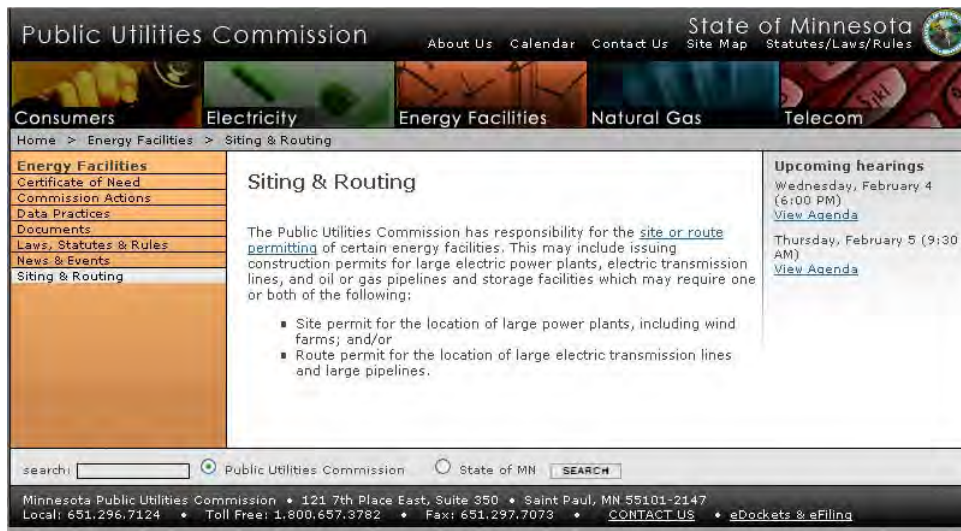 Public Utilities Commission
State of Minnesota
About Us Calendar Contact Us Site Map Statutes/Laws/Rules
Consumers Electricity Energy Facilities Natural Gas Telecom
Home > Energy Facilities > Siting & Routing
Energy Facilities
Certificate of Need
Commission Actions
Data Practices
Documents
Laws, Statutes & Rules
News & Events
Siting & Routing
Siting & Routing
The Public Utilities Commission has responsibility for the site or route
permitting of certain energy facilities. This may include issuing
construction permits for large electric power plants, electric transmission
lines, and oil or gas pipelines and storage facilities which may require one
or both of the following:
■ Site permit for the location of large power plants, including wind
farms; and/or
■ Route permit for the location of large electric transmission lines
and large pipelines.
Upcoming hearings
Wednesday, February 4
(6:00 PM)
View Agenda
Thursday, February 5 (9:30
AM)
View Agenda
search: Public Utilities Commission State of MN SEARCH
Minnesota Public Utilities Commission • 121 7th Place East, Suite 350 • Saint Paul, MN 55101-2147
Local: 651.296.7124 • Toll Free: 1.800.657.3782 • Fax: 651.297.7073 • CONTACT US • eDockets & eFiling